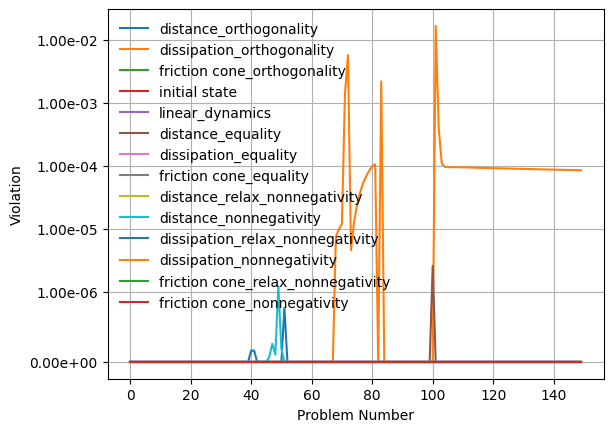 distance_orthogonality
dissipation_orthogonality
friction cone_orthogonality
initial state
linear_dynamics
distance_equality
dissipation_equality
friction cone_equality
distance_relax_nonnegativity
distance_nonnegativity
dissipation_relax_nonnegativity
dissipation_nonnegativity
friction cone_relax_nonnegativity
friction cone_nonnegativity
1.00e-02
1.00e-03
1.00e-04
1.00e-05
1.00e-06
0.00e+00
Violation
0 20 40 60 80 100 120 140
Problem Number